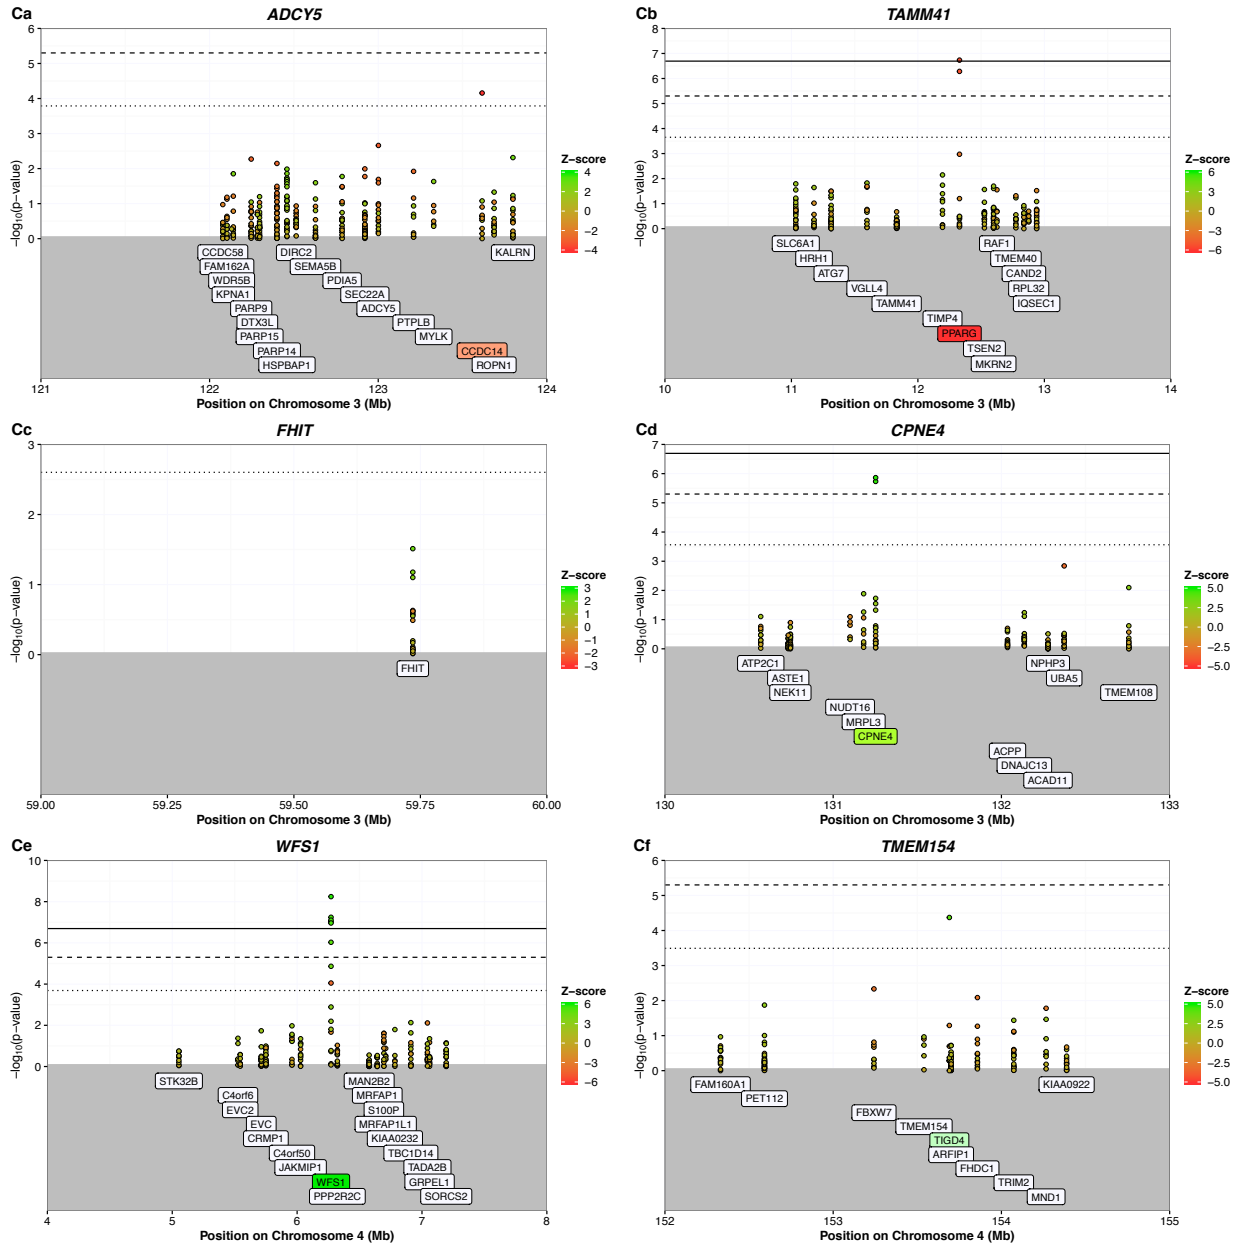 Ca
ADCY5
6
5
4
3
2
1
0
−log10(p−value)
CCDC58
FAM162A
WDR5B
KPNA1
PARP9
DTX3L
PARP15
PARP14
HSPBAP1
DIRC2
SEMA5B
PDIA5
SEC22A
ADCY5
PTPLB
MYLK
CCDC14
ROPN1
KALRN
121
122
123
124
Position on Chromosome 3 (Mb)
Z−score
4
2
0
−2
−4
Cb
TAMM41
8
7
6
5
4
3
2
1
0
−log10(p−value)
SLC6A1
HRH1
ATG7
VGLL4
TAMM41
TIMP4
PPARG
TSEN2
MKRN2
RAF1
TMEM40
CAND2
RPL32
IQSEC1
10
11
12
13
14
Position on Chromosome 3 (Mb)
Z−score
6
3
0
−3
−6
Cc
FHIT
3
2
1
0
−log10(p−value)
FHIT
59.00
59.25
59.50
59.75
60.00
Position on Chromosome 3 (Mb)
Z−score
3
2
1
0
−1
−2
−3
Cd
CPNE4
7
6
5
4
3
2
1
0
−log10(p−value)
ATP2C1
ASTE1
NEK11
NUDT16
MRPL3
CPNE4
ACPP
DNAJC13
ACAD11
NPHP3
UBA5
TMEM108
130
131
132
133
Position on Chromosome 3 (Mb)
Z−score
5.0
2.5
0.0
−2.5
−5.0
Ce
WFS1
10
8
6
4
2
0
−log10(p−value)
STK32B
C4orf6
EVC2
EVC
CRMP1
C4orf50
JAKMIP1
WFS1
PPP2R2C
MAN2B2
MRFAP1
S100P
MRFAP1L1
KIAA0232
TBC1D14
TADA2B
GRPEL1
SORCS2
4
5
6
7
8
Position on Chromosome 4 (Mb)
Z−score
6
3
0
−3
−6
Cf
TMEM154
6
5
4
3
2
1
0
−log10(p−value)
FAM160A1
PET112
FBXW7
TMEM154
TIGD4
ARFIP1
FHDC1
TRIM2
MND1
KIAA0922
152
153
154
155
Position on Chromosome 4 (Mb)
Z−score
5.0
2.5
0.0
−2.5
−5.0